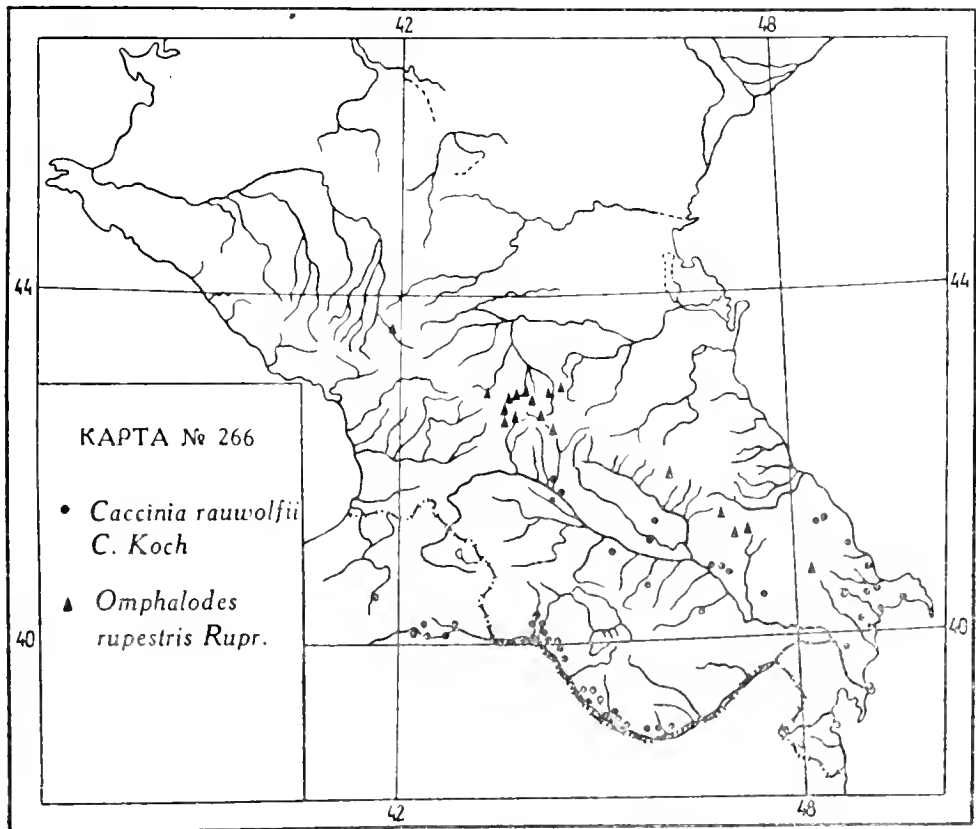 42 48
44 44
КАРТА № 266
Caccinia rauwolfii
C. Koch
Omphalodes
rupestris Rupr.
40 40
42 48